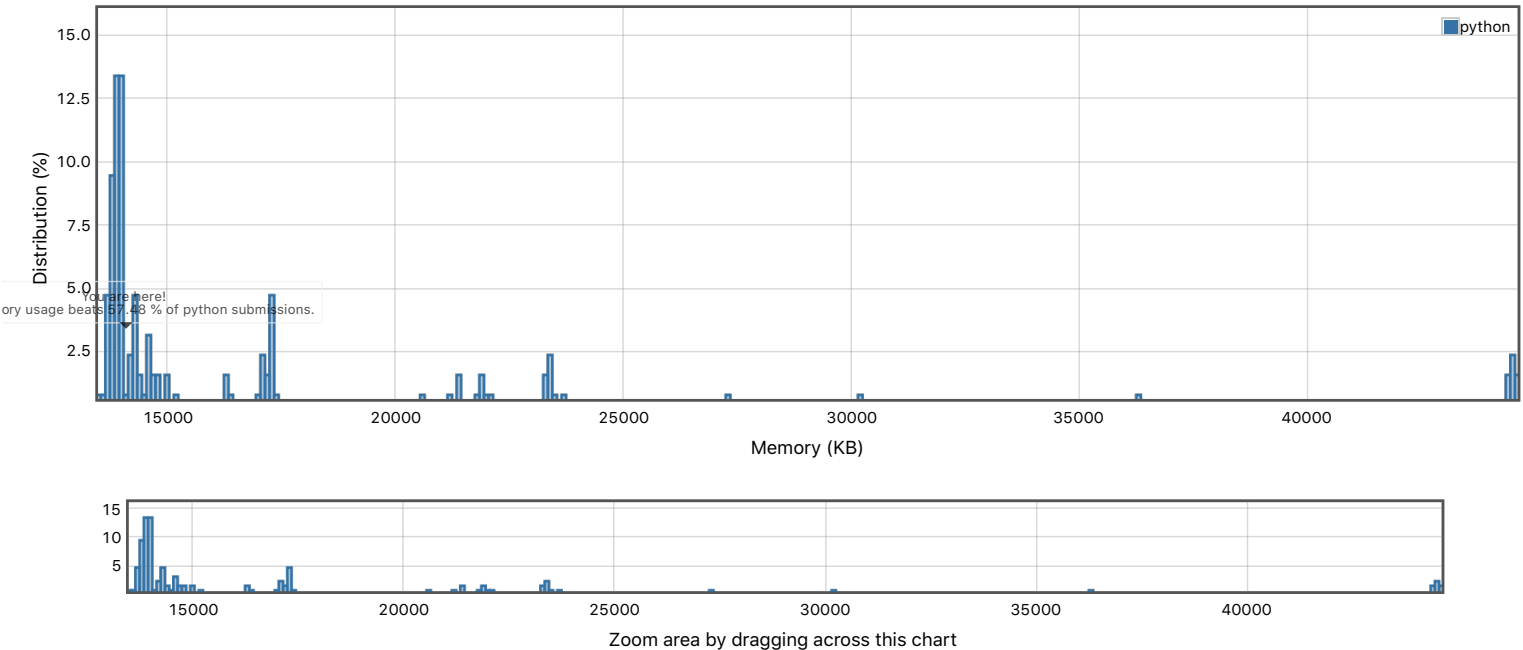 15.0
python
12.5
10.0
7.5
5.0
2.5
Distribution (%)
You are here!
ory usage beats 57.48 % of python submissions.
15000 20000 25000 30000 35000 40000
Memory (KB)
15
10
5
15000 20000 25000 30000 35000 40000
Zoom area by dragging across this chart